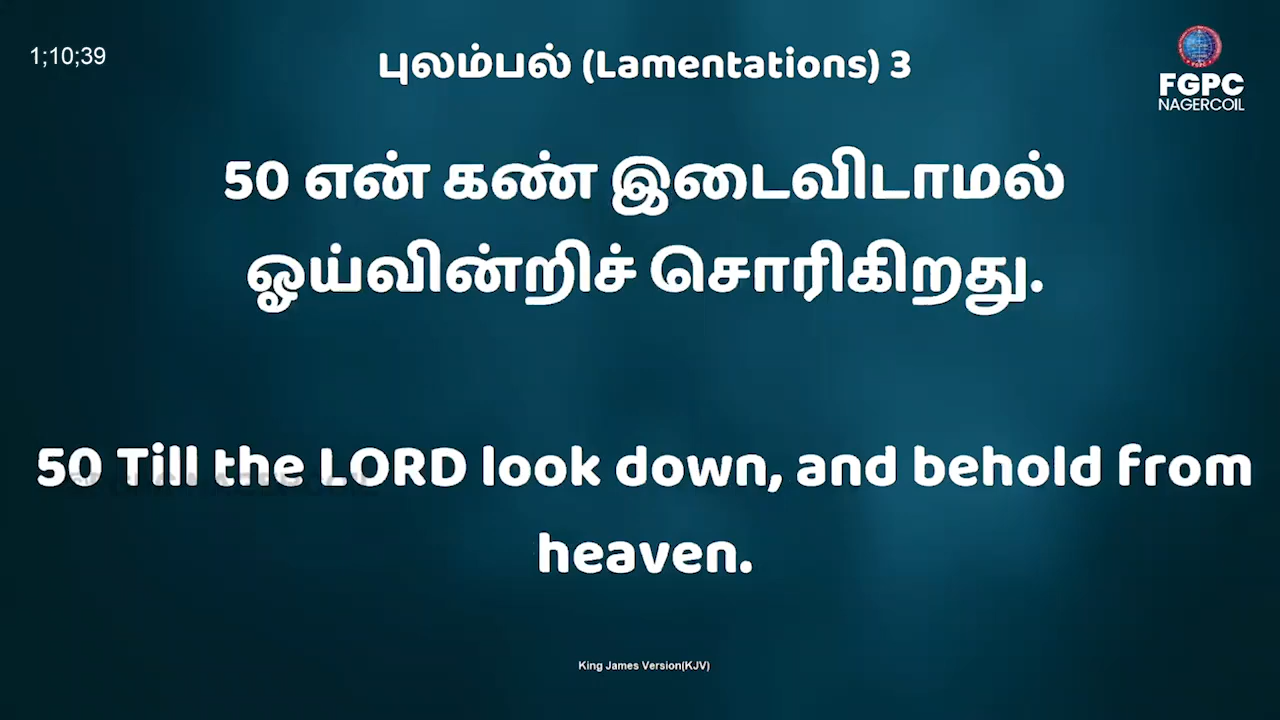 1;10;39
புலம்பல் (Lamentations) 3
FGPC
NAGERCOIL
50 என் கண் இடைவிடாமல்
ஓய்வின்றிச் சொரிகிறது.
50 Till the LORD look down, and behold from
heaven.
King James Version(KJV)